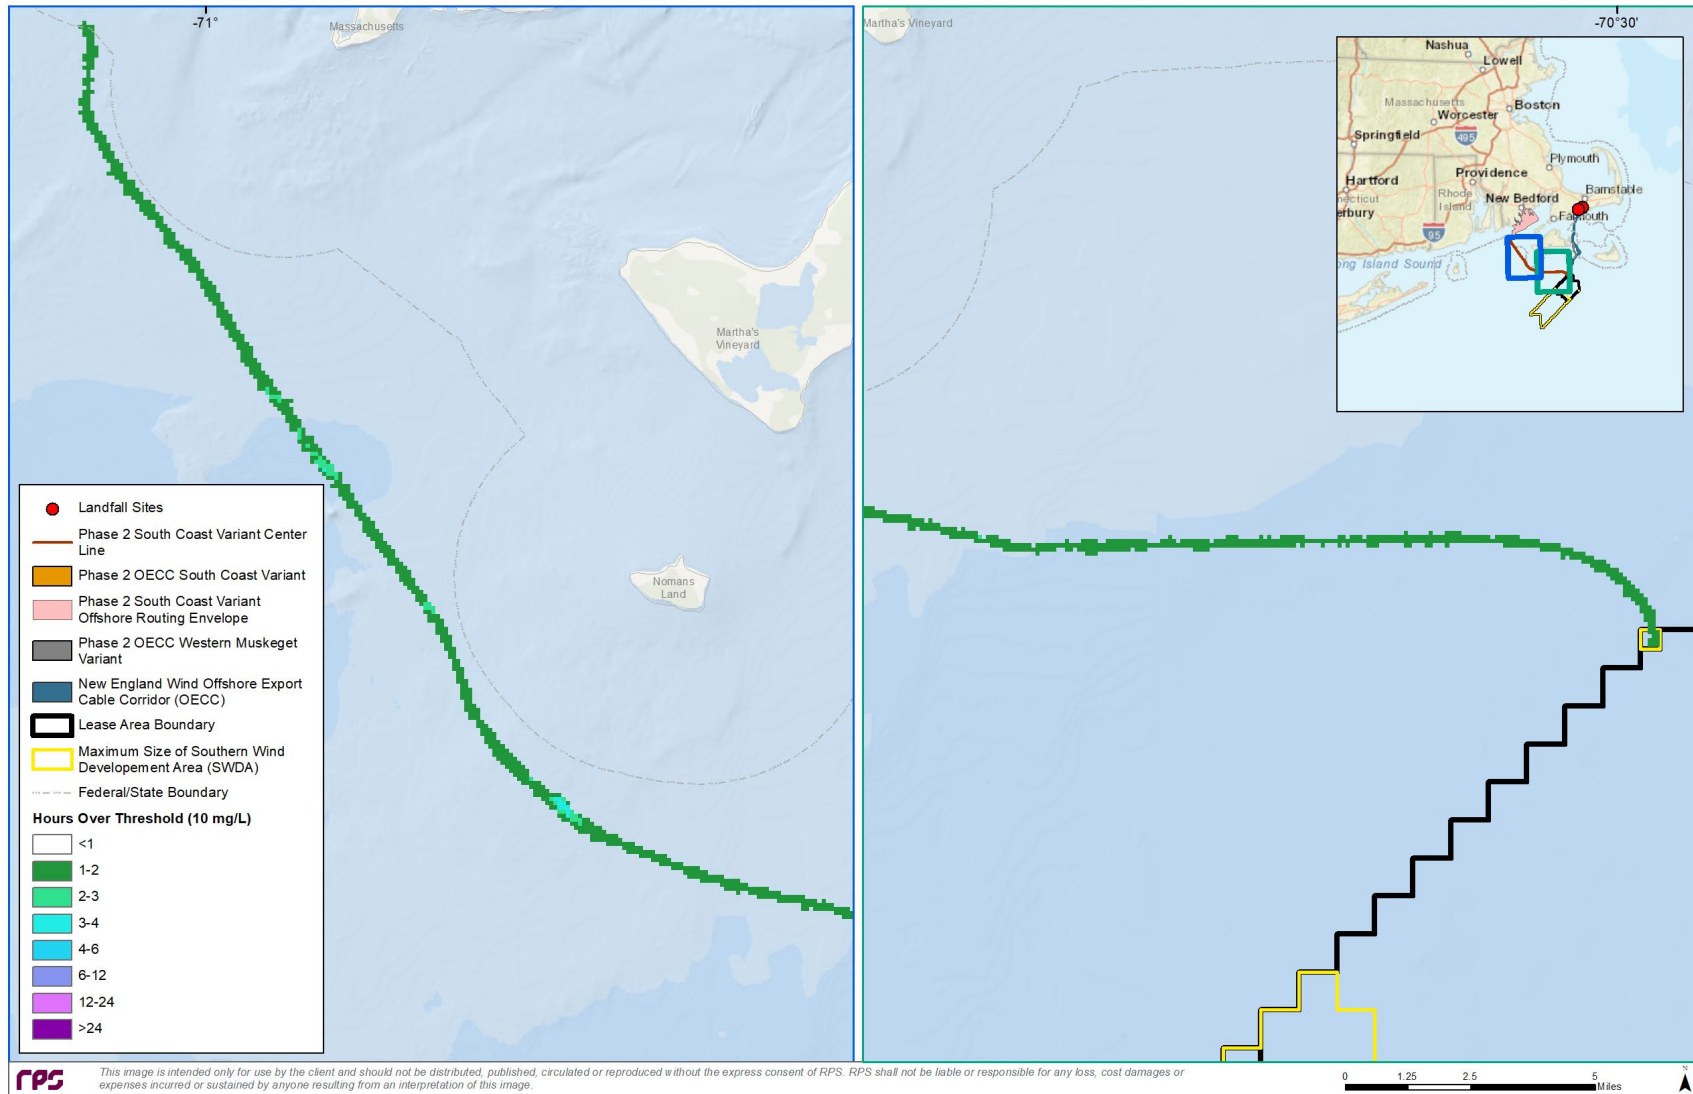 -71°
-70°30'
Massachusetts
Martha's Vineyard
Martha's
Vineyard
Nomans
Land
Nashua
Lowell
Massachusetts
Boston
Worcester
495
Springfield
Plymouth
Hartford
Providence
Barnstable
necticut
Rhode
Island
New Bedford
erbury
Falmouth
95
ong Island Sound
Landfall Sites
Phase 2 South Coast Variant Center
Line
Phase 2 OECC South Coast Variant
Phase 2 South Coast Variant
Offshore Routing Envelope
Phase 2 OECC Western Muskeget
Variant
New England Wind Offshore Export
Cable Corridor (OECC)
Lease Area Boundary
Maximum Size of Southern Wind
Developement Area (SWDA)
Federal/State Boundary
Hours Over Threshold (10 mg/L)
<1
1-2
2-3
3-4
4-6
6-12
12-24
>24
rps
This image is intended only for use by the client and should not be distributed, published, circulated or reproduced without the express consent of RPS. RPS shall not be liable or responsible for any loss, cost damages or
expenses incurred or sustained by anyone resulting from an interpretation of this image.
0 1.25 2.5 5
Miles
N